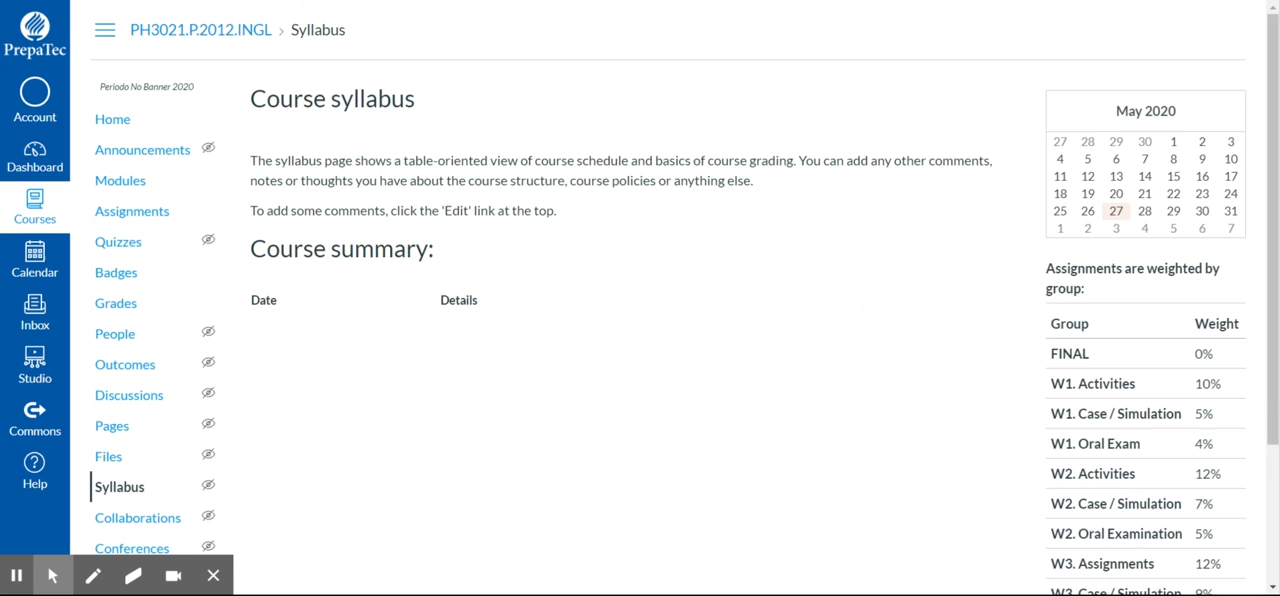 PrepaTec
Account
Dashboard
Courses
Calendar
Inbox
Studio
Commons
Help
PH3021.P.2012.INGL › Syllabus
Periodo No Banner 2020
Home
Announcements
Modules
Assignments
Quizzes
Badges
Grades
People
Outcomes
Discussions
Pages
Files
Syllabus
Collaborations
Conferences
Course syllabus
The syllabus page shows a table-oriented view of course schedule and basics of course grading. You can add any other comments,
notes or thoughts you have about the course structure, course policies or anything else.
To add some comments, click the 'Edit' link at the top.
Course summary:
Date Details
May 2020
27 28 29 30 1 2 3
4 5 6 7 8 9 10
11 12 13 14 15 16 17
18 19 20 21 22 23 24
25 26 27 28 29 30 31
1 2 3 4 5 6 7
Assignments are weighted by
group:
Group Weight
FINAL 0%
W1. Activities 10%
W1. Case / Simulation 5%
W1. Oral Exam 4%
W2. Activities 12%
W2. Case / Simulation 7%
W2. Oral Examination 5%
W3. Assignments 12%
W3. Case / Simulation 9%